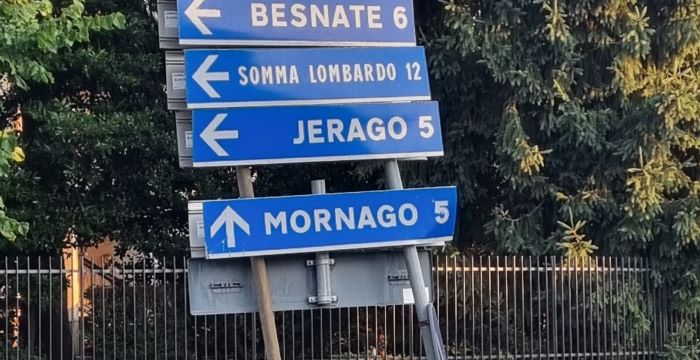 BESNATE 6
SOMMA LOMBARDO 12
JERAGO 5
MORNAGO 5